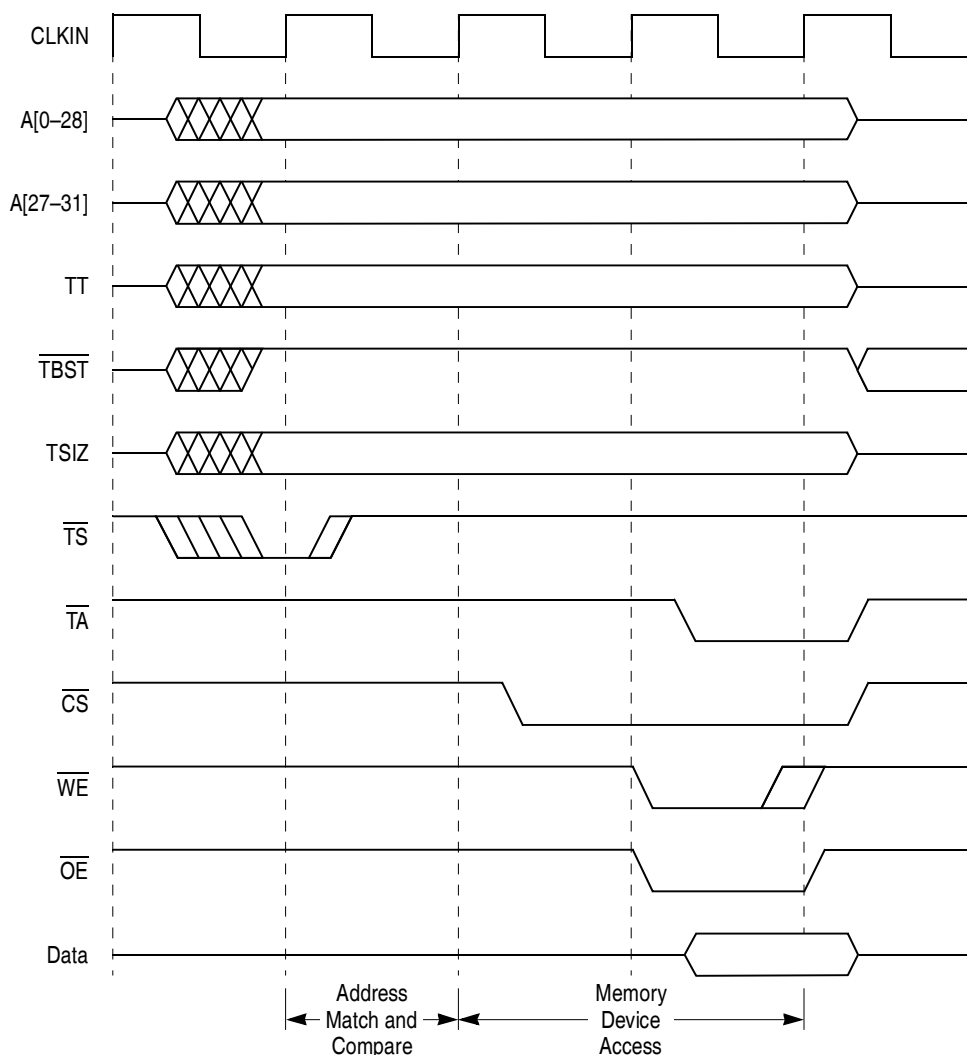 CLKIN
A[0–28]
A[27–31]
TT
TBST
TSIZ
TS
TA
CS
WE
OE
Data
Address
Match and
Compare
Memory
Device
Access